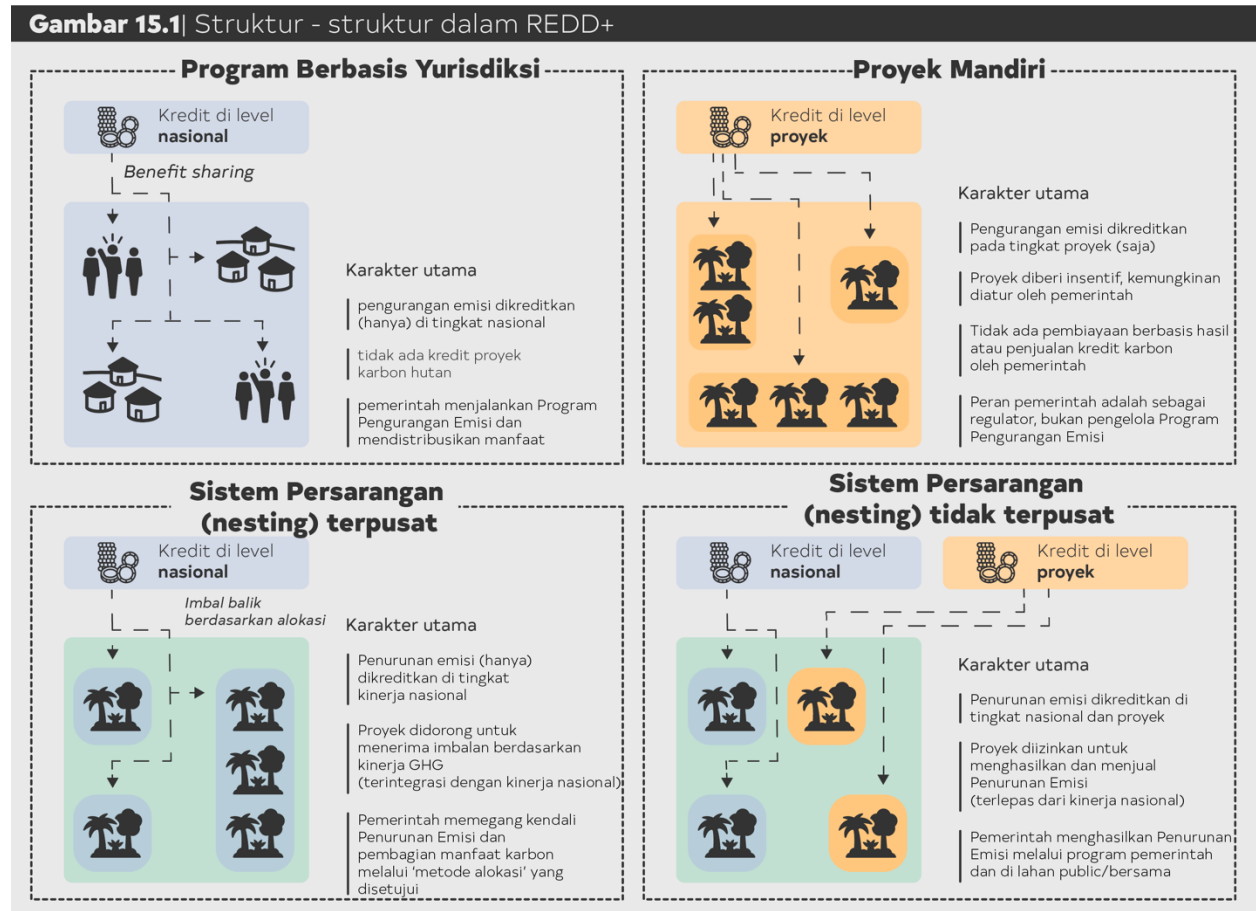 Gambar 15.1| Struktur - struktur dalam REDD+
Program Berbasis Yurisdiksi
Kredit di level
nasional
Benefit sharing
Karakter utama
pengurangan emisi dikreditkan
(hanya) di tingkat nasional
tidak ada kredit proyek
karbon hutan
pemerintah menjalankan Program
Pengurangan Emisi dan
mendistribusikan manfaat
Proyek Mandiri
Kredit di level
proyek
Karakter utama
Pengurangan emisi dikreditkan
pada tingkat proyek (saja)
Proyek diberi insentif, kemungkinan
diatur oleh pemerintah
Tidak ada pembiayaan berbasis hasil
atau penjualan kredit karbon
oleh pemerintah
Peran pemerintah adalah sebagai
regulator, bukan pengelola Program
Pengurangan Emisi
Sistem Persarangan
(nesting) terpusat
Kredit di level
nasional
Imbal balik
berdasarkan alokasi
Karakter utama
Penurunan emisi (hanya)
dikreditkan di tingkat
kinerja nasional
Proyek didorong untuk
menerima imbalan berdasarkan
kinerja GHG
(terintegrasi dengan kinerja nasional)
Pemerintah memegang kendali
Penurunan Emisi dan
pembagian manfaat karbon
melalui ‘metode alokasi’ yang
disetujui
Sistem Persarangan
(nesting) tidak terpusat
Kredit di level
nasional
Kredit di level
proyek
Karakter utama
Penurunan emisi dikreditkan di
tingkat nasional dan proyek
Proyek diizinkan untuk
menghasilkan dan menjual
Penurunan Emisi
(terlepas dari kinerja nasional)
Pemerintah menghasilkan Penurunan
Emisi melalui program pemerintah
dan di lahan public/bersama